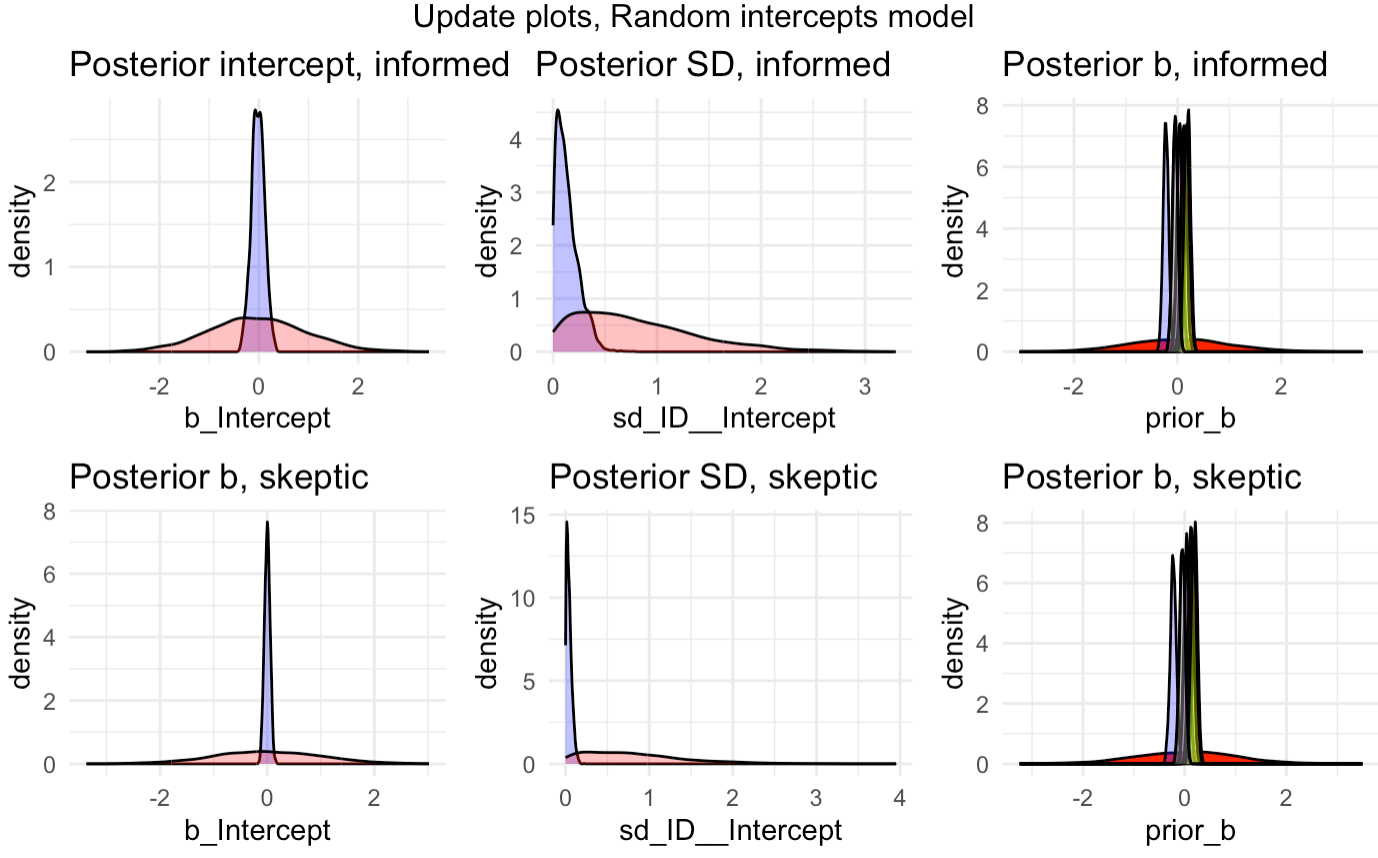 Update plots, Random intercepts model
Posterior intercept, informed
Posterior SD, informed
Posterior b, informed
density
2
1
0
-2 0 2
b_Intercept
density
4
3
2
1
0
0 1 2 3
sd_ID__Intercept
density
8
6
4
2
0
-2 0 2
prior_b
Posterior b, skeptic
Posterior SD, skeptic
Posterior b, skeptic
density
8
6
4
2
0
-2 0 2
b_Intercept
density
15
10
5
0
0 1 2 3 4
sd_ID__Intercept
density
8
6
4
2
0
-2 0 2
prior_b